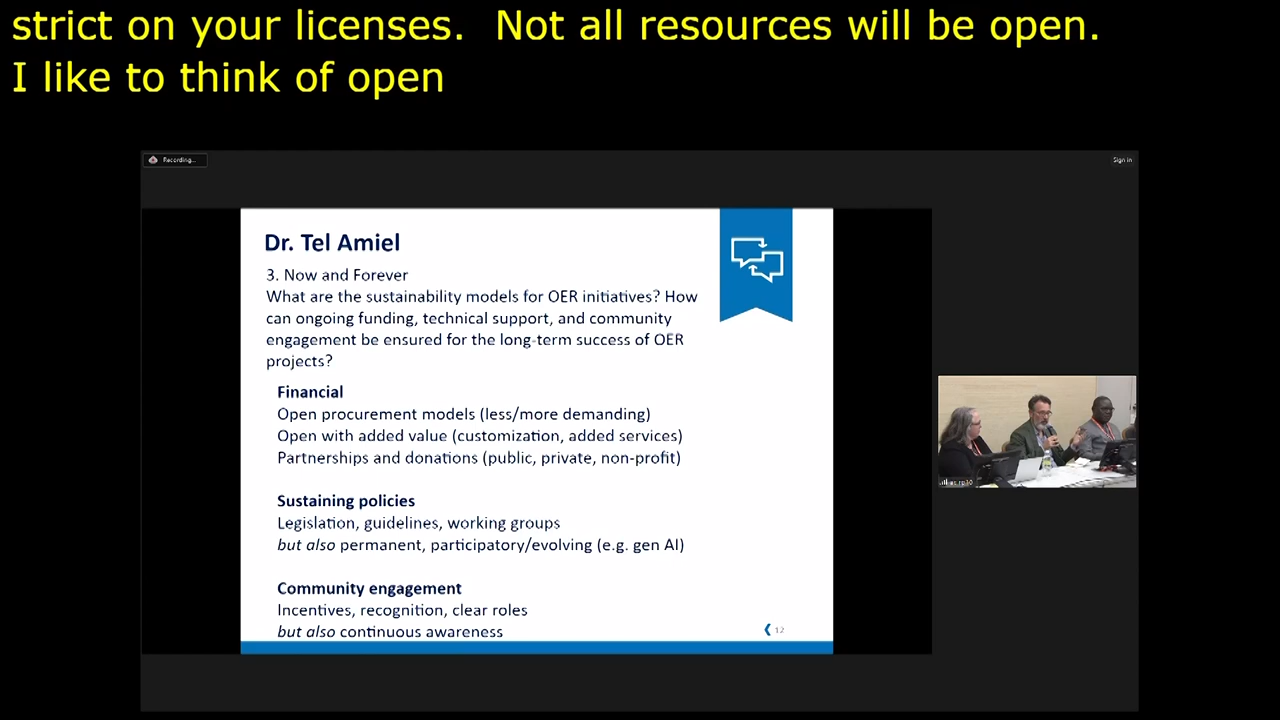 strict on your licenses.  Not all resources will be open.
I like to think of open
Recording...
Sign in
Dr. Tel Amiel
3. Now and Forever
What are the sustainability models for OER initiatives? How
can ongoing funding, technical support, and community
engagement be ensured for the long-term success of OER
projects?
Financial
Open procurement models (less/more demanding)
Open with added value (customization, added services)
Partnerships and donations (public, private, non-profit)
Sustaining policies
Legislation, guidelines, working groups
but also permanent, participatory/evolving (e.g. gen AI)
Community engagement
Incentives, recognition, clear roles
but also continuous awareness
12